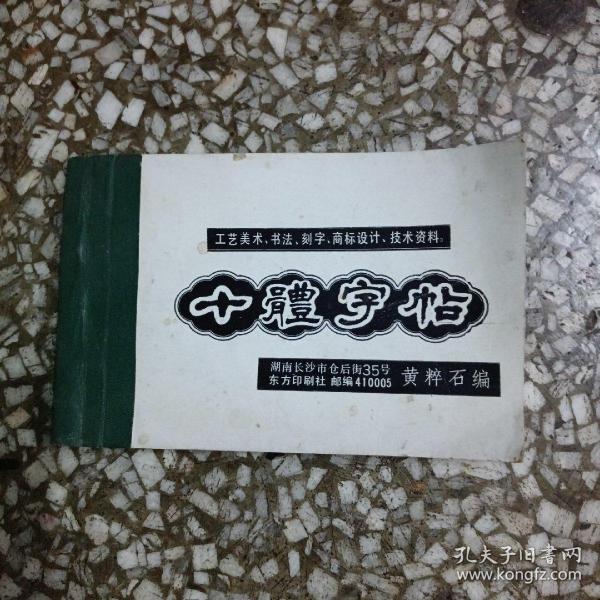 工艺美术、书法、刻字、商标设计、技术资料。
十體字帖
湖南长沙市仓后街35号
东方印刷社 邮编410005 黄粹石编
孔夫子旧書网
www.kongfz.com